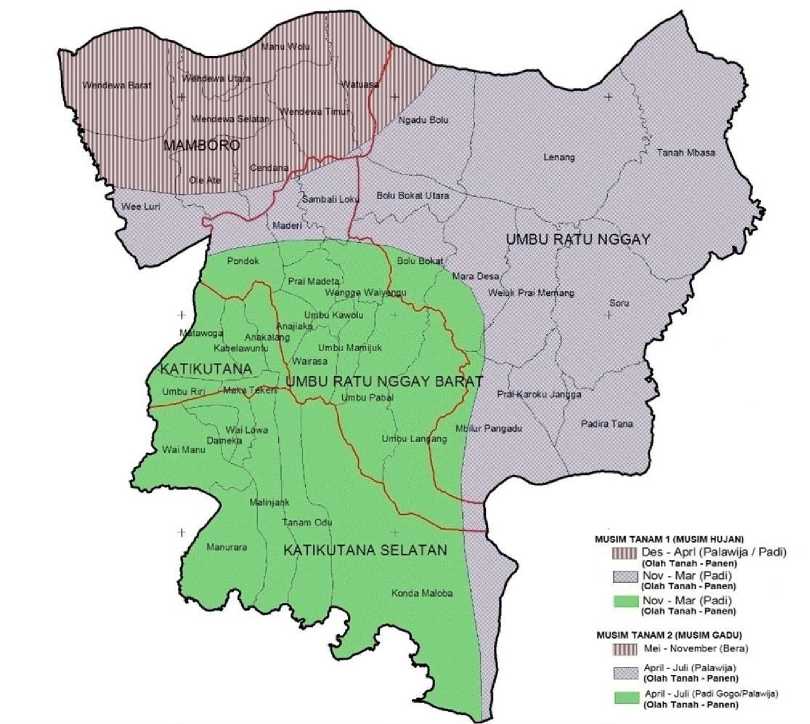 Manu Wolu
Wendewa Utara
Wendewa Barat
Watuasa
Wendewa Timur
Wendewa Selatan
Ngadu Bolu
MAMBORO
Cendana
Ole Ate
Lenang
Tanah Mbasa
Wee Luri
Sambali Loku
Bolu Bokat Utara
Maderi
UMBU RATU NGGAY
Pondok
Bolu Bokat
Mara Desa
Prai Madeta
Wangge Waiyengu
Weluk Prai Memang
Soru
Umbu Kawolu
Matawoga
Anajiaka
Anakalang
Kabelawuntu
Umbu Mamijuk
Wairasa
KATIKUTANA
UMBU RATU NGGAY BARAT
Umbu Riri
Maka Tekeri
Umbu Pabal
Prai Karoku Jangga
Padira Tana
Wai Lawa
Dameka
Wai Manu
Umbu Langang
Mbilur Pangadu
Malinjank
Tanam Odu
Manurara
KATIKUTANA SELATAN
Konda Maloba
MUSIM TANAM 1 (MUSIM HUJAN)
Des - Aprl (Palawija / Padi)
(Olah Tanah - Panen)
Nov - Mar (Padi)
(Olah Tanah - Panen)
Nov - Mar (Padi)
(Olah Tanah - Panen)
MUSIM TANAM 2 (MUSIM GADU)
Mei - November (Bera)
April - Juli (Palawija)
(Olah Tanah - Panen)
April - Juli (Padi Gogo/Palawija)
(Olah Tanah - Panen)